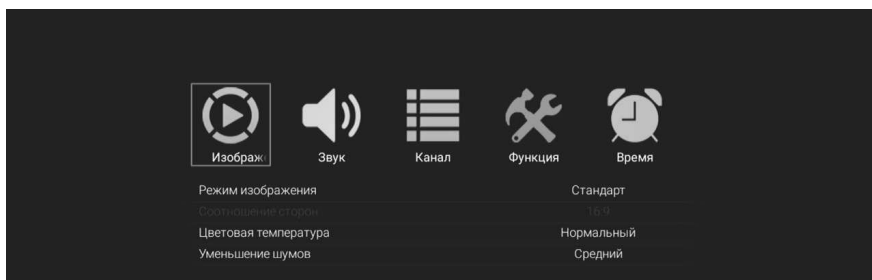 Изображ
Звук
Канал
Функция
Время
Режим изображения Стандарт
Соотношение сторон 16:9
Цветовая температура Нормальный
Уменьшение шумов Средний